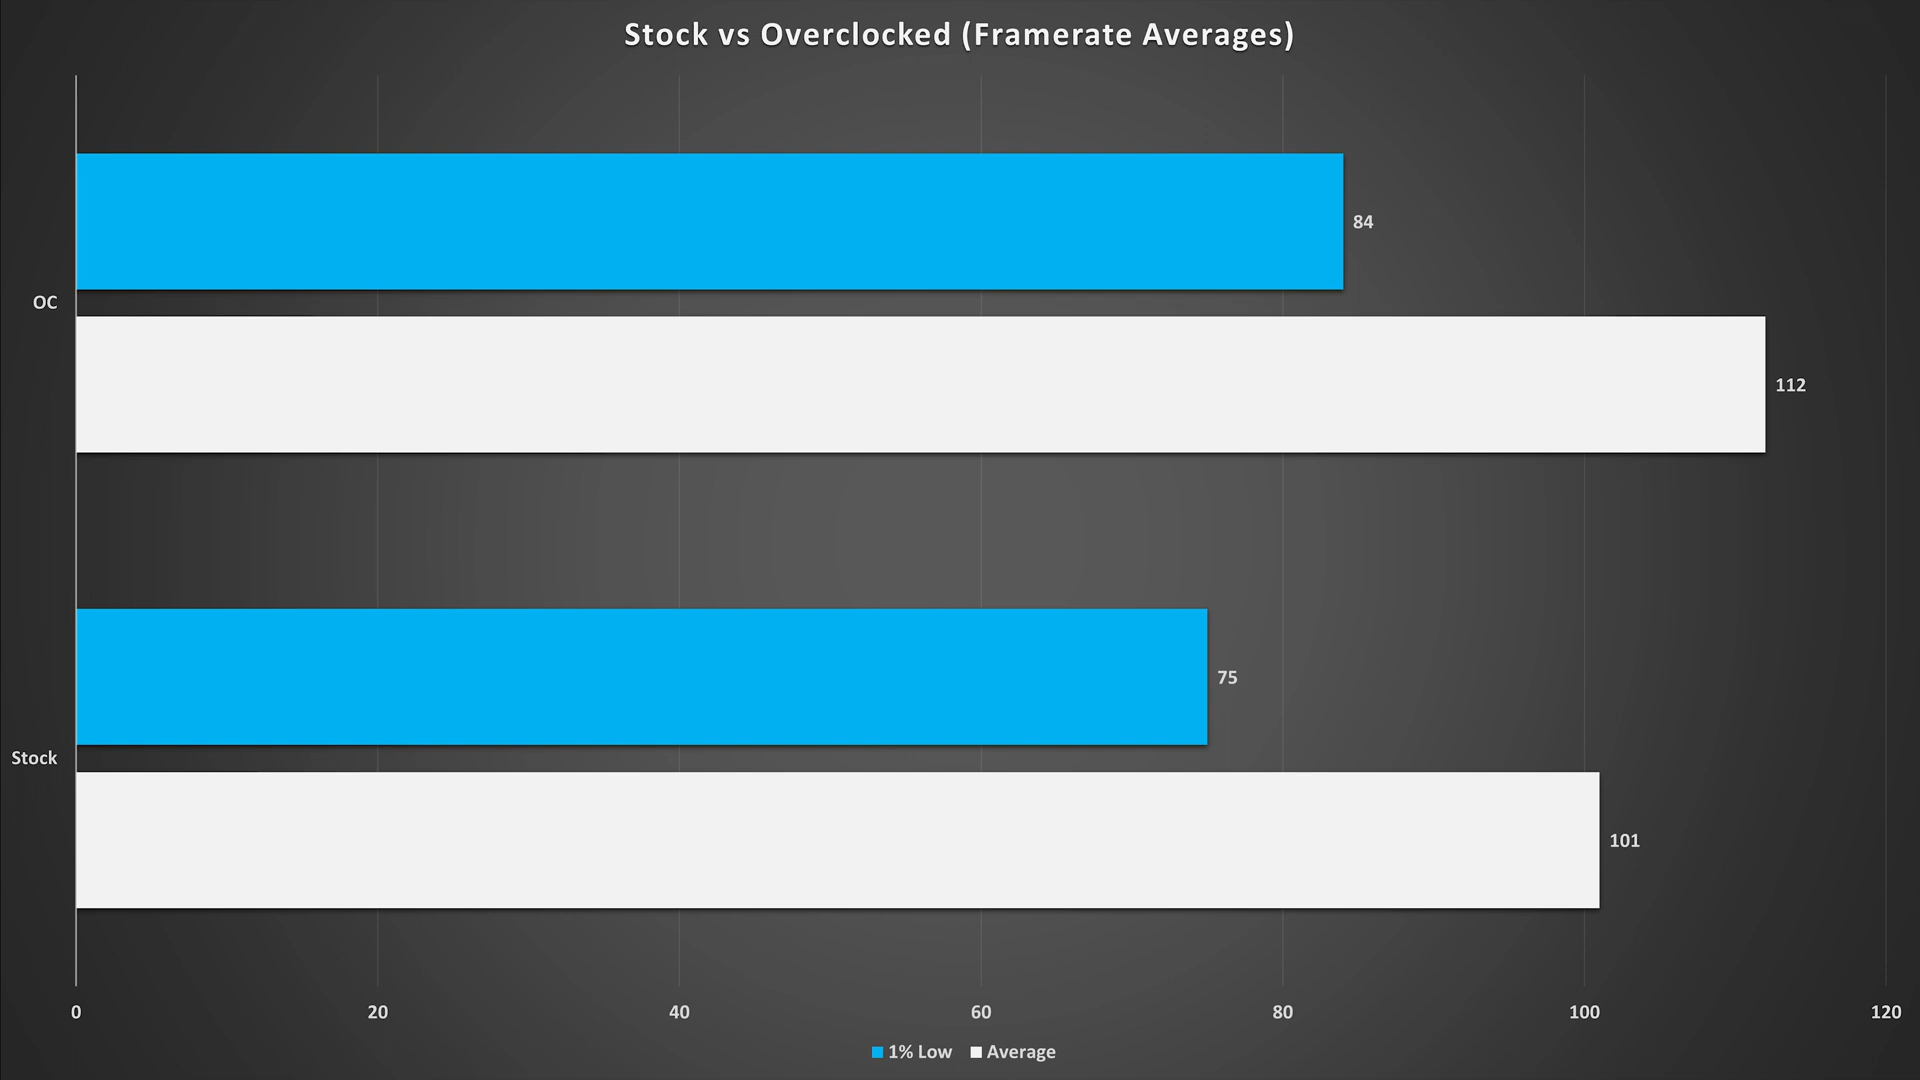 Stock vs Overclocked (Framerate Averages)
84
OC
112
75
Stock
101
0 20 40 60 80 100 120
1% Low Average